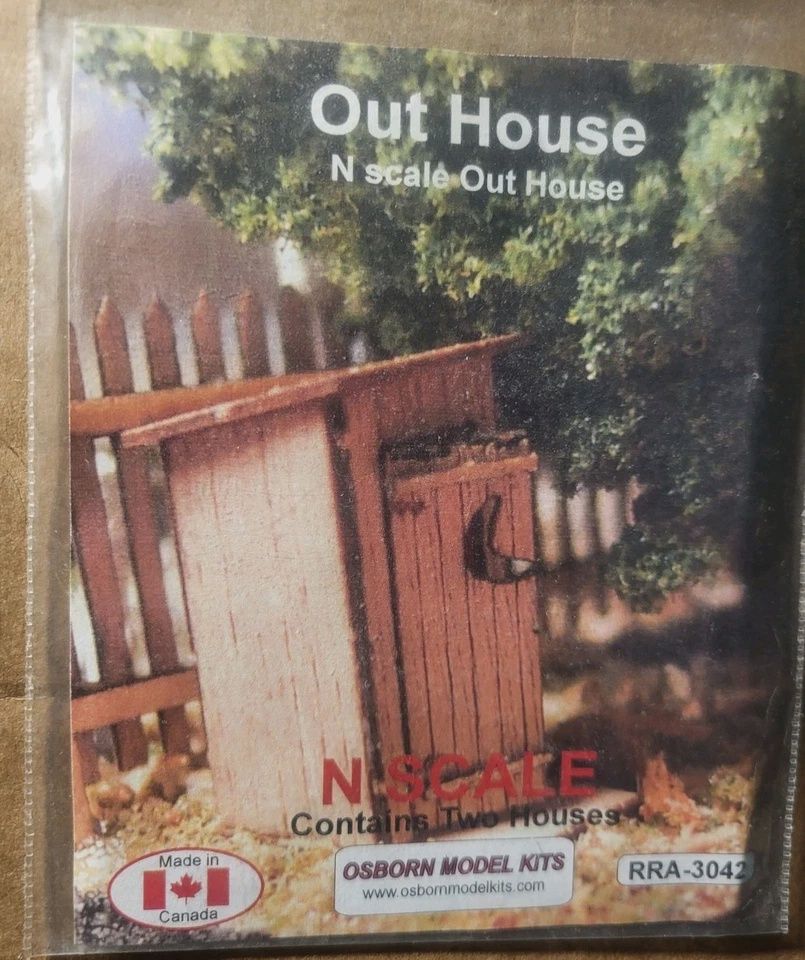 Out House
N scale Out House
N SCALE
Contains Two Houses
Made in
Canada
OSBORN MODEL KITS
www.osbornmodelkits.com
RRA-3042